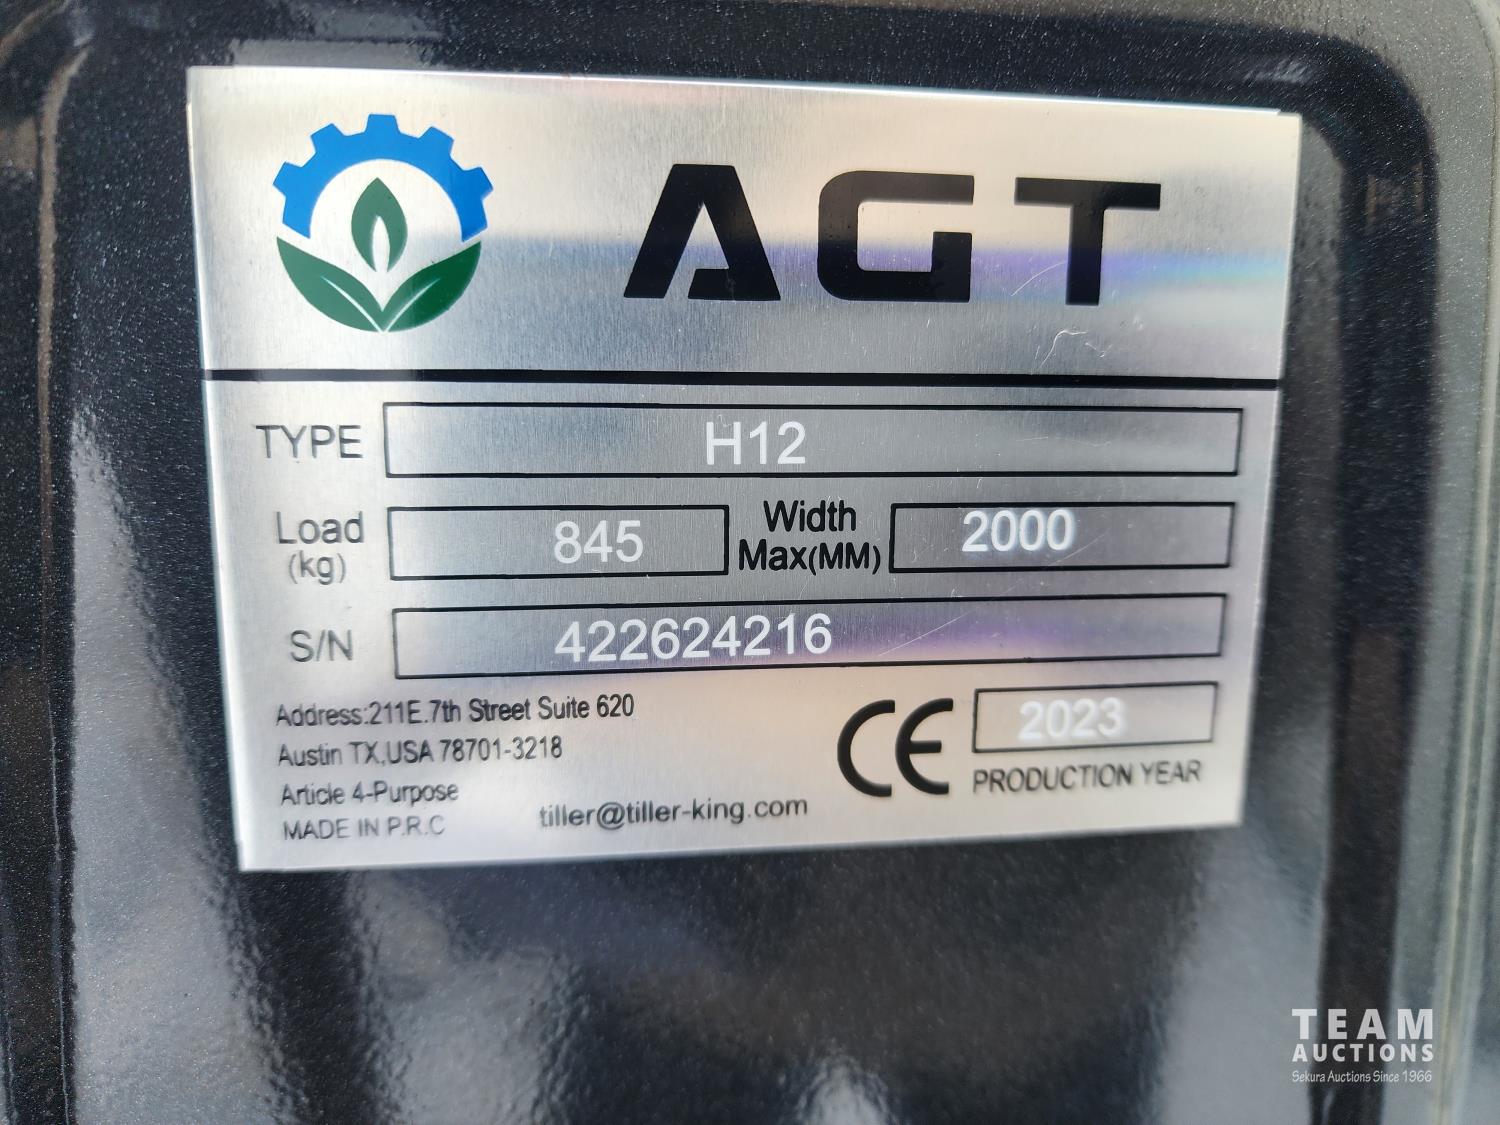 AGT
TYPE H12
Load (kg) 845 Width Max(MM) 2000
S/N 422624216
Address:211E.7th Street Suite 620
Austin TX,USA 78701-3218
Article 4-Purpose
MADE IN P.R.C
tiller@tiller-king.com
CE 2023
PRODUCTION YEAR
TEAM
AUCTIONS
Sekura Auctions Since 1966